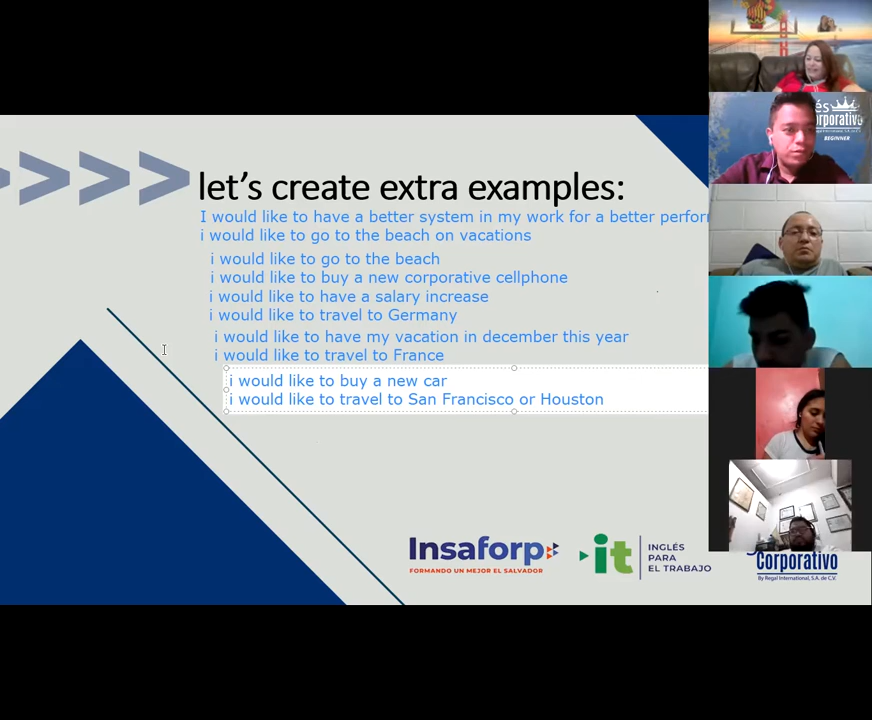 és
orporativo
BEGINNER
let's create extra examples:
I would like to have a better system in my work for a better perfor
i would like to go to the beach on vacations
i would like to go to the beach
i would like to buy a new corporative cellphone
i would like to have a salary increase
i would like to travel to Germany
i would like to have my vacation in december this year
i would like to travel to France
i would like to buy a new car
i would like to travel to San Francisco or Houston
Insaforp
FORMANDO UN MEJOR EL SALVADOR
it
INGLÉS
PARA
EL TRABAJO
Corporativo
By Regal International, S.A. de C.V.